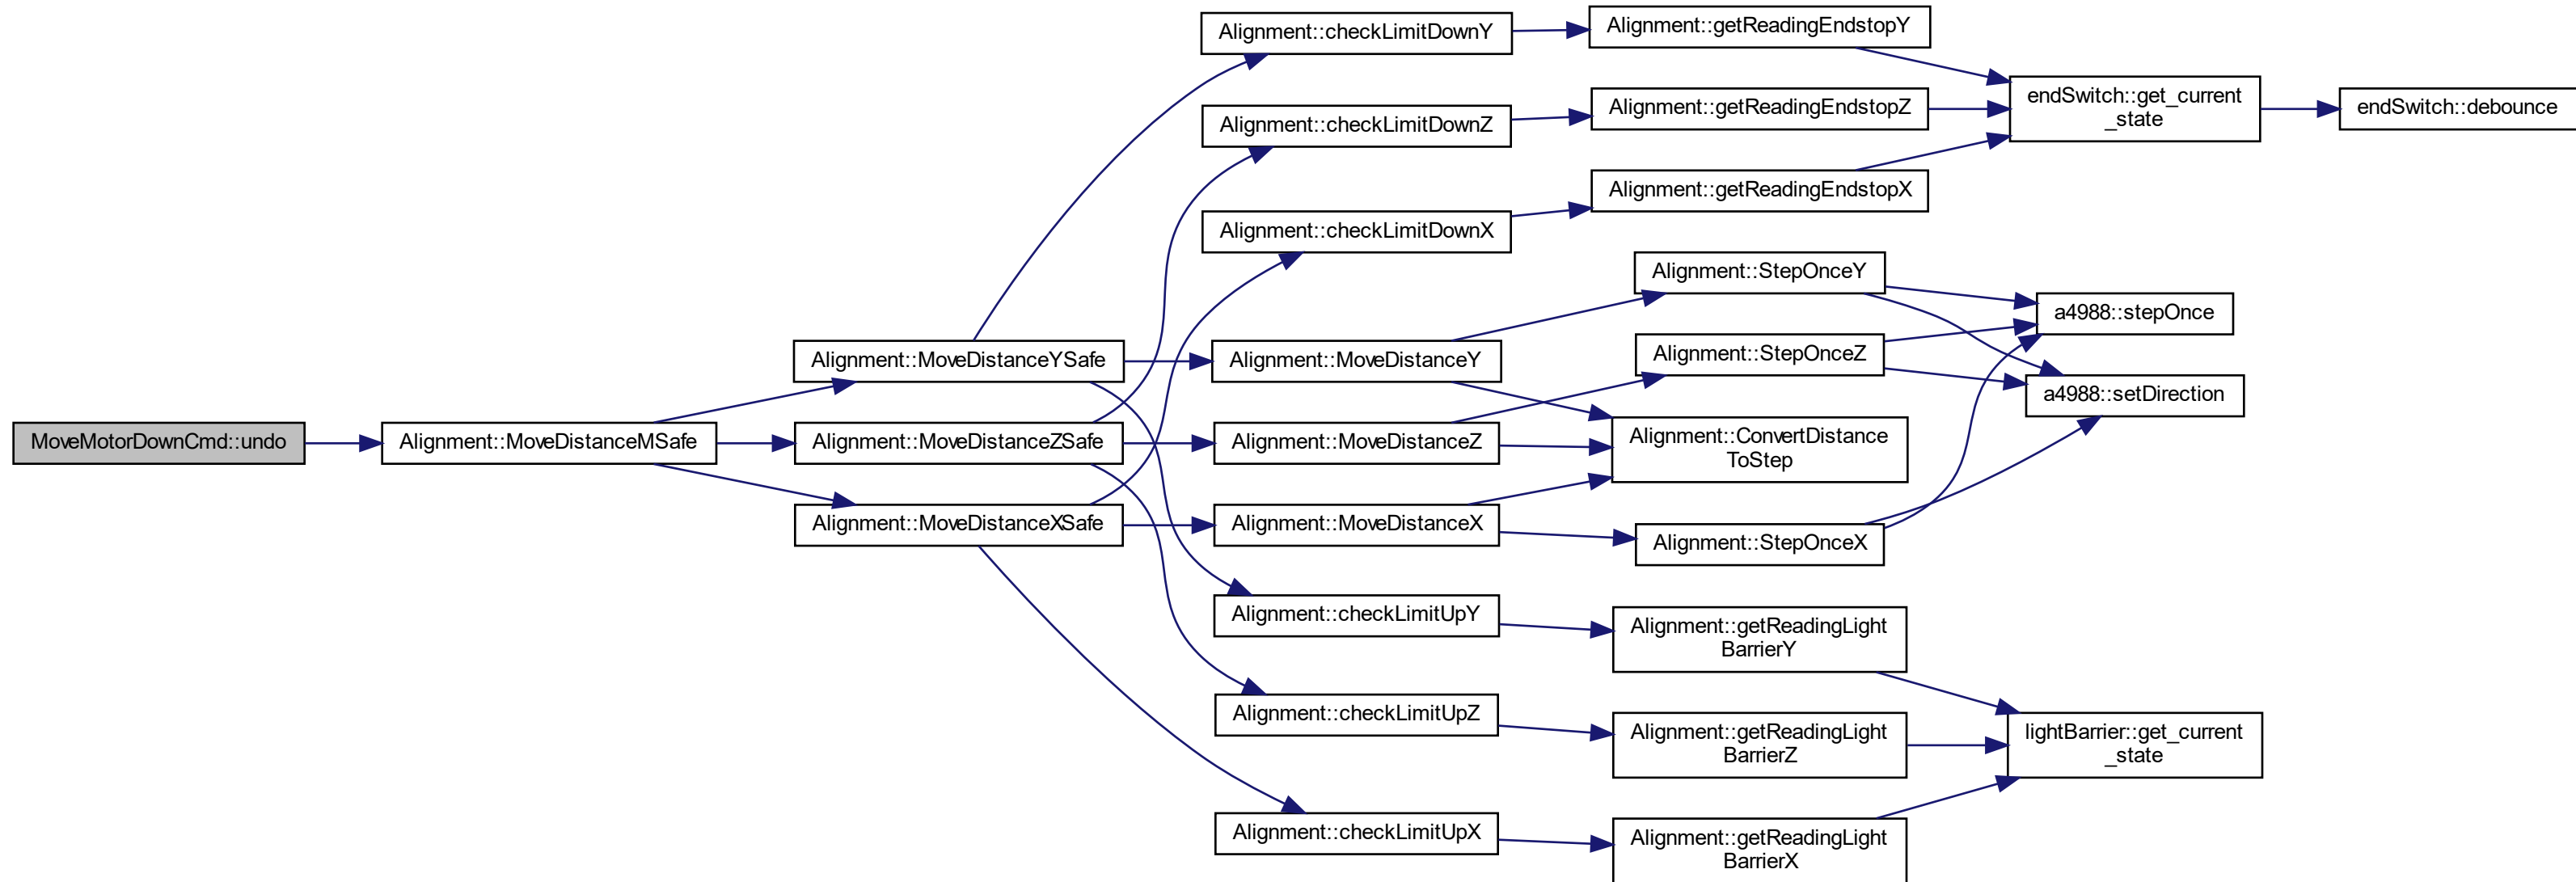 MoveMotorDownCmd::undo
Alignment::MoveDistanceMSafe
Alignment::MoveDistanceYSafe
Alignment::MoveDistanceZSafe
Alignment::MoveDistanceXSafe
Alignment::checkLimitDownY
Alignment::checkLimitDownZ
Alignment::checkLimitDownX
Alignment::MoveDistanceY
Alignment::MoveDistanceZ
Alignment::MoveDistanceX
Alignment::checkLimitUpY
Alignment::checkLimitUpZ
Alignment::checkLimitUpX
Alignment::getReadingEndstopY
Alignment::getReadingEndstopZ
Alignment::getReadingEndstopX
Alignment::StepOnceY
Alignment::StepOnceZ
Alignment::ConvertDistance
ToStep
Alignment::StepOnceX
Alignment::getReadingLight
BarrierY
Alignment::getReadingLight
BarrierZ
Alignment::getReadingLight
BarrierX
endSwitch::get_current
_state
a4988::stepOnce
a4988::setDirection
lightBarrier::get_current
_state
endSwitch::debounce